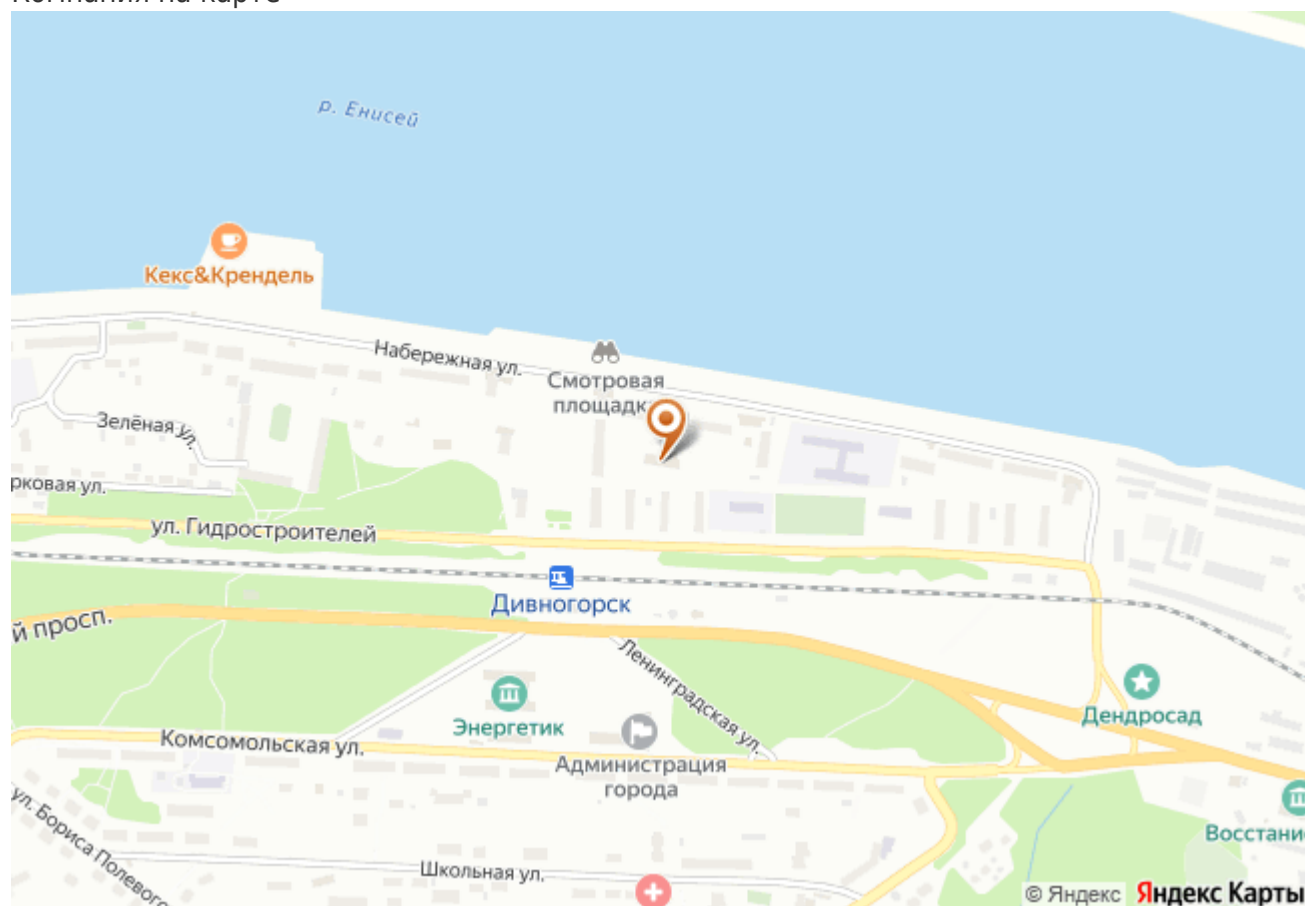 р. Енисей
Кекс&Крендель
Набережная ул.
Смотровая
площадк
Зелёная ул.
рковая ул.
ул. Гидростроителей
Дивногорск
й просп.
Ленинградская ул.
Энергетик
Дендросад
Комсомольская ул.
Администрация
города
ул. Бориса Полевого
Восстани
Школьная ул.
© Яндекс Яндекс Карты